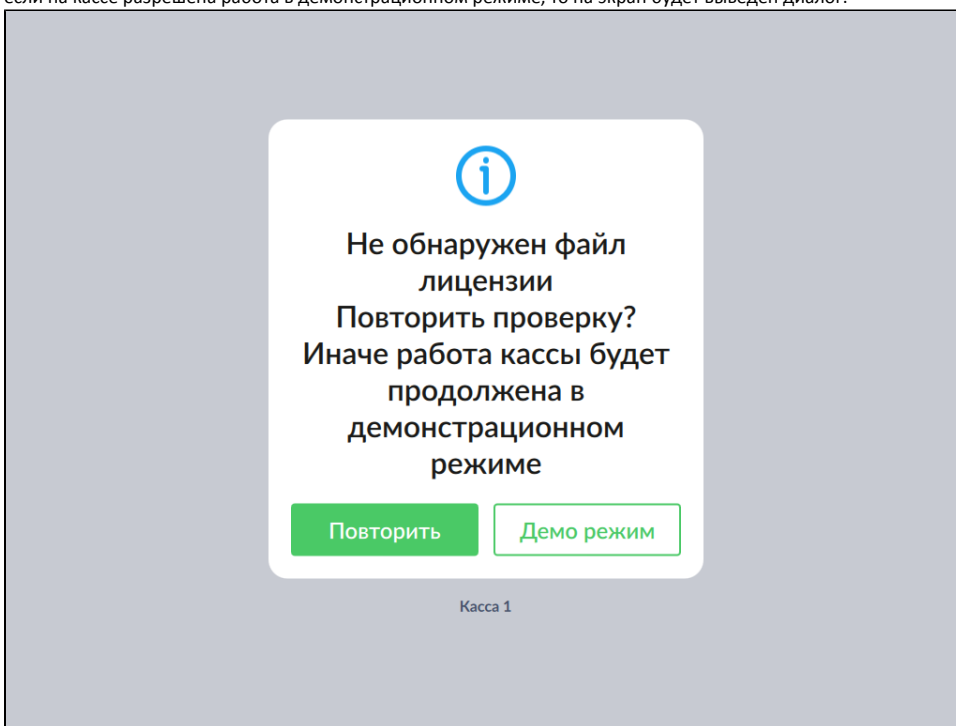 если на кассе разрешена работа в демонстрационном режиме, то на экран будет выведен диалог:
Не обнаружен файл
лицензии
Повторить проверку?
Иначе работа кассы будет
продолжена в
демонстрационном
режиме
Повторить
Демо режим
Касса 1